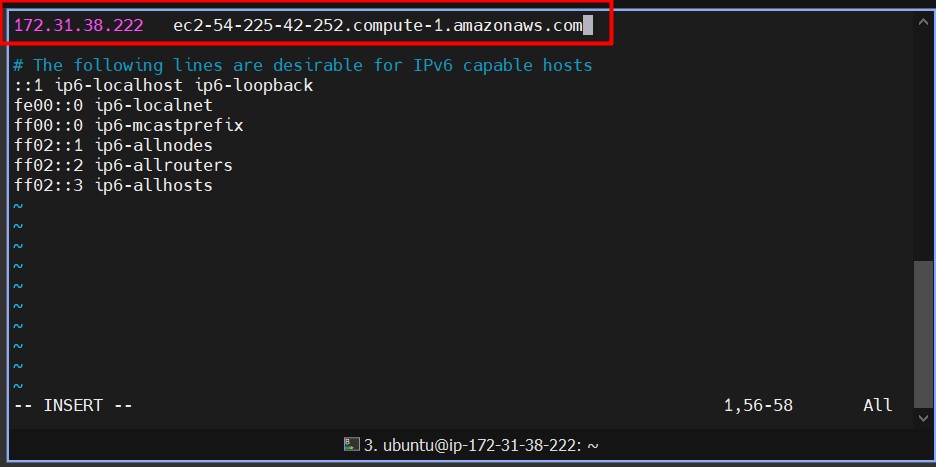 172.31.38.222   ec2-54-225-42-252.compute-1.amazonaws.com
# The following lines are desirable for IPv6 capable hosts
::1 ip6-localhost ip6-loopback
fe00::0 ip6-localnet
ff00::0 ip6-mcastprefix
ff02::1 ip6-allnodes
ff02::2 ip6-allrouters
ff02::3 ip6-allhosts
~
~
~
~
~
~
~
~
~
~
-- INSERT --                    1,56-58    All
3. ubuntu@ip-172-31-38-222: ~